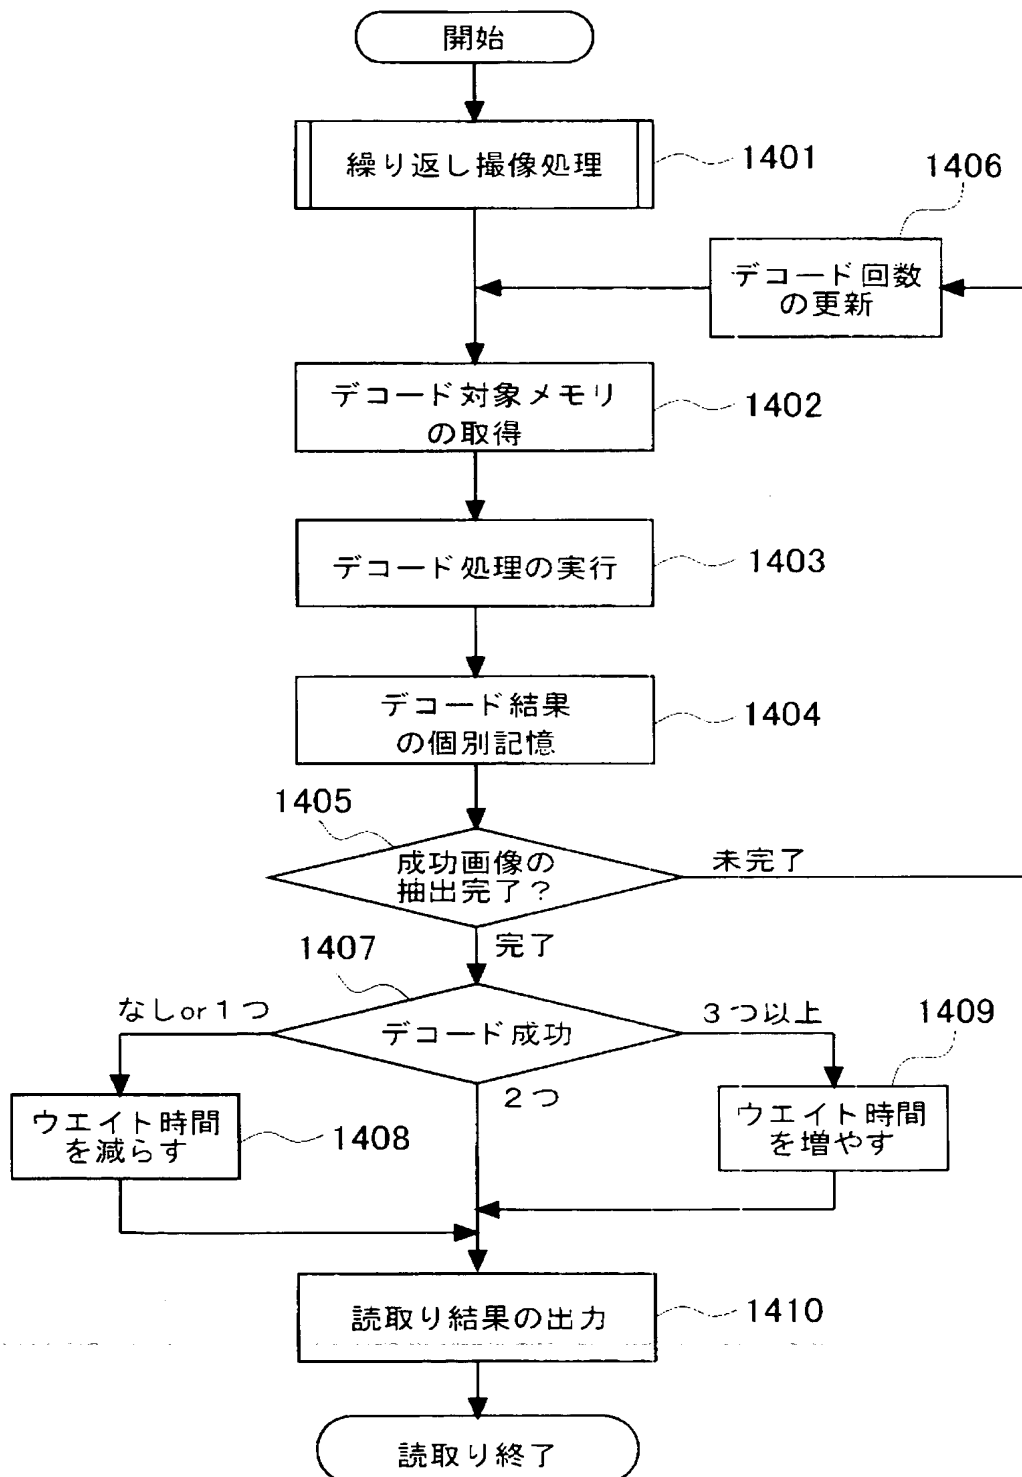 開始
繰り返し撮像処理
1401
1406
デコード回数
の更新
デコード対象メモリ
の取得
1402
デコード処理の実行
1403
デコード結果
の個別記憶
1404
1405
成功画像の
抽出完了?
未完了
完了
1407
なしor1つ
デコード成功
3つ以上
1409
2つ
ウエイト時間
を減らす
1408
ウエイト時間
を増やす
読取り結果の出力
1410
読取り終了